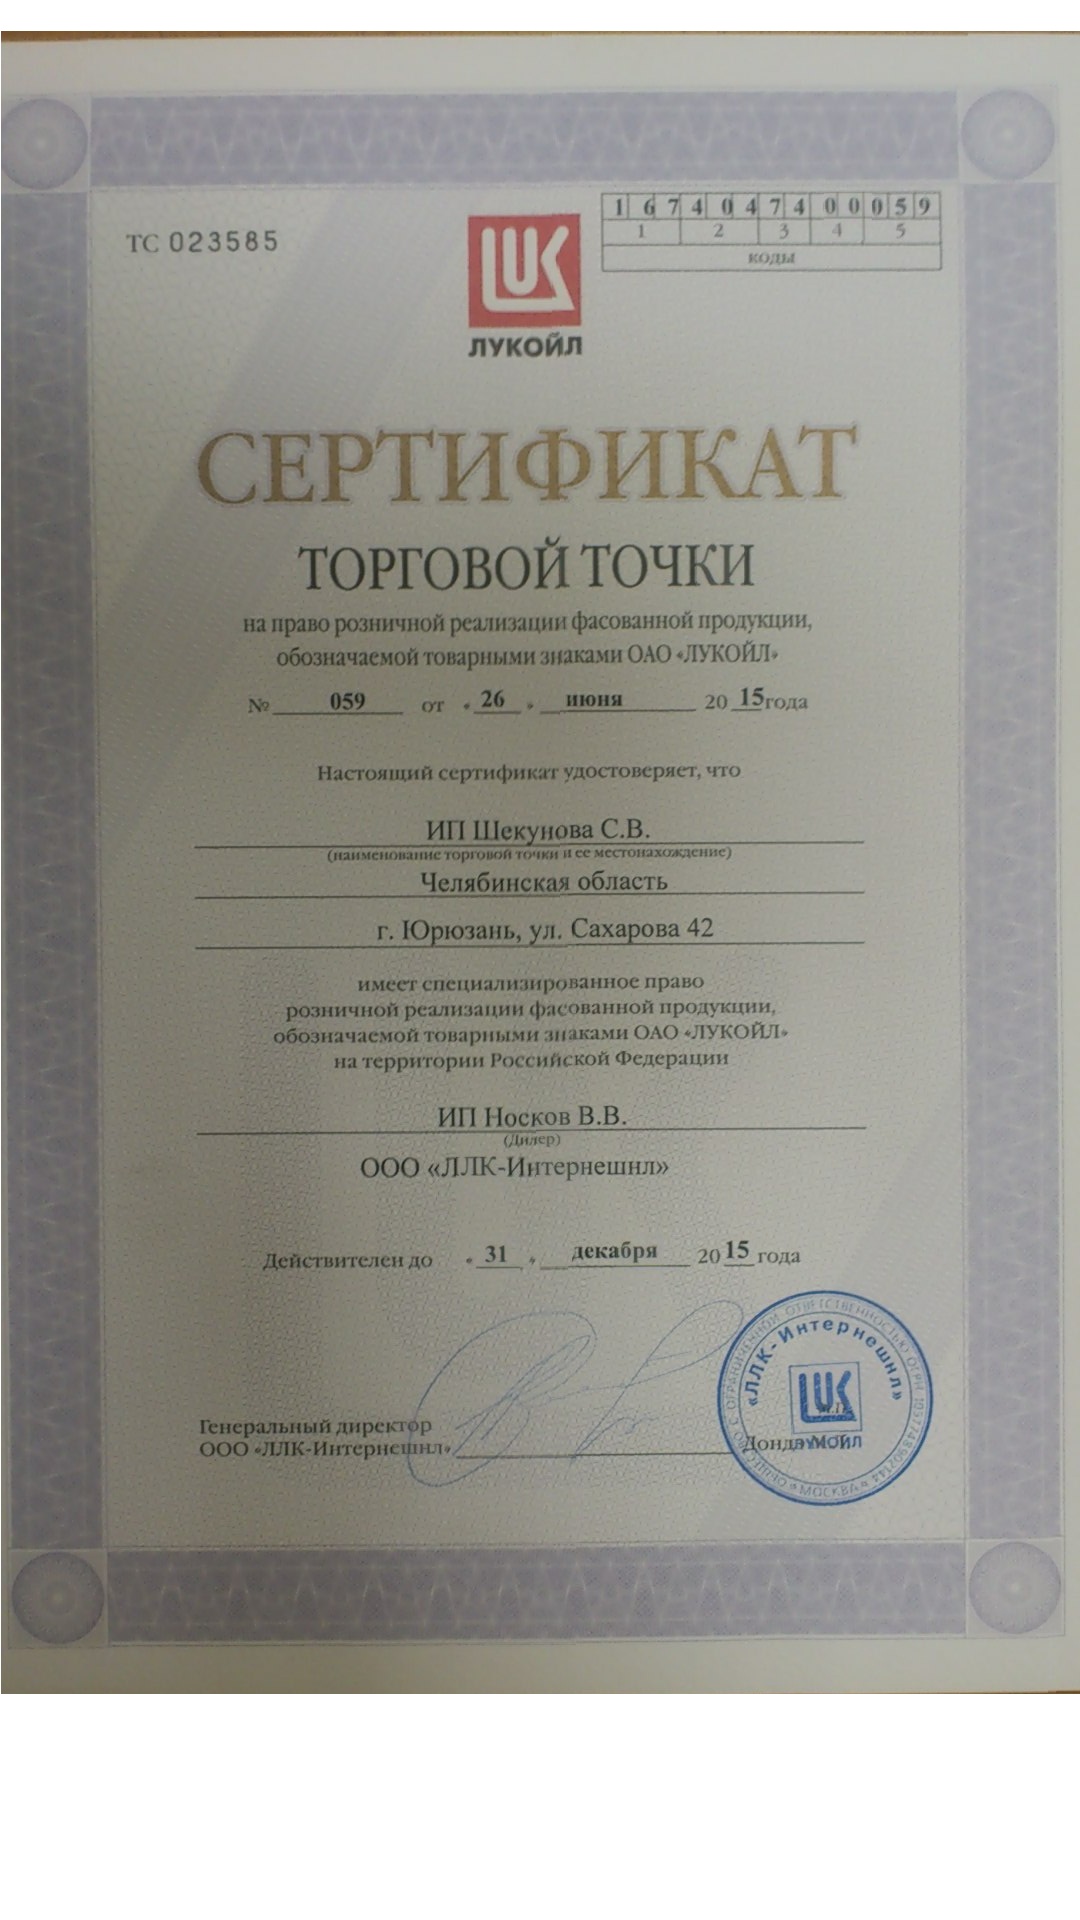 ТС 023585
1 6 7 4 0 4 7 4 0 0 0 5 9
1 2 3 4 5
КОДЫ
ЛУКОЙЛ
СЕРТИФИКАТ
ТОРГОВОЙ ТОЧКИ
на право розничной реализации фасованной продукции,
обозначаемой товарными знаками ОАО «ЛУКОЙЛ»
№ 059 от « 26 » июня 20 15 года
Настоящий сертификат удостоверяет, что
ИП Шекунова С.В.
(наименование торговой точки и ее местонахождение)
Челябинская область
г. Юрюзань, ул. Сахарова 42
имеет специализированное право
розничной реализации фасованной продукции,
обозначаемой товарными знаками ОАО «ЛУКОЙЛ»
на территории Российской Федерации
ИП Носков В.В.
(Дилер)
ООО «ЛЛК-Интернешнл»
Действителен до « 31 » декабря 20 15 года
ОБЩЕСТВО С ОГРАНИЧЕННОЙ ОТВЕТСТВЕННОСТЬЮ ОГРН
«ЛЛК-Интернешнл»
ЛУКОЙЛ
МОСКВА
Генеральный директор
ООО «ЛЛК-Интернешнл»